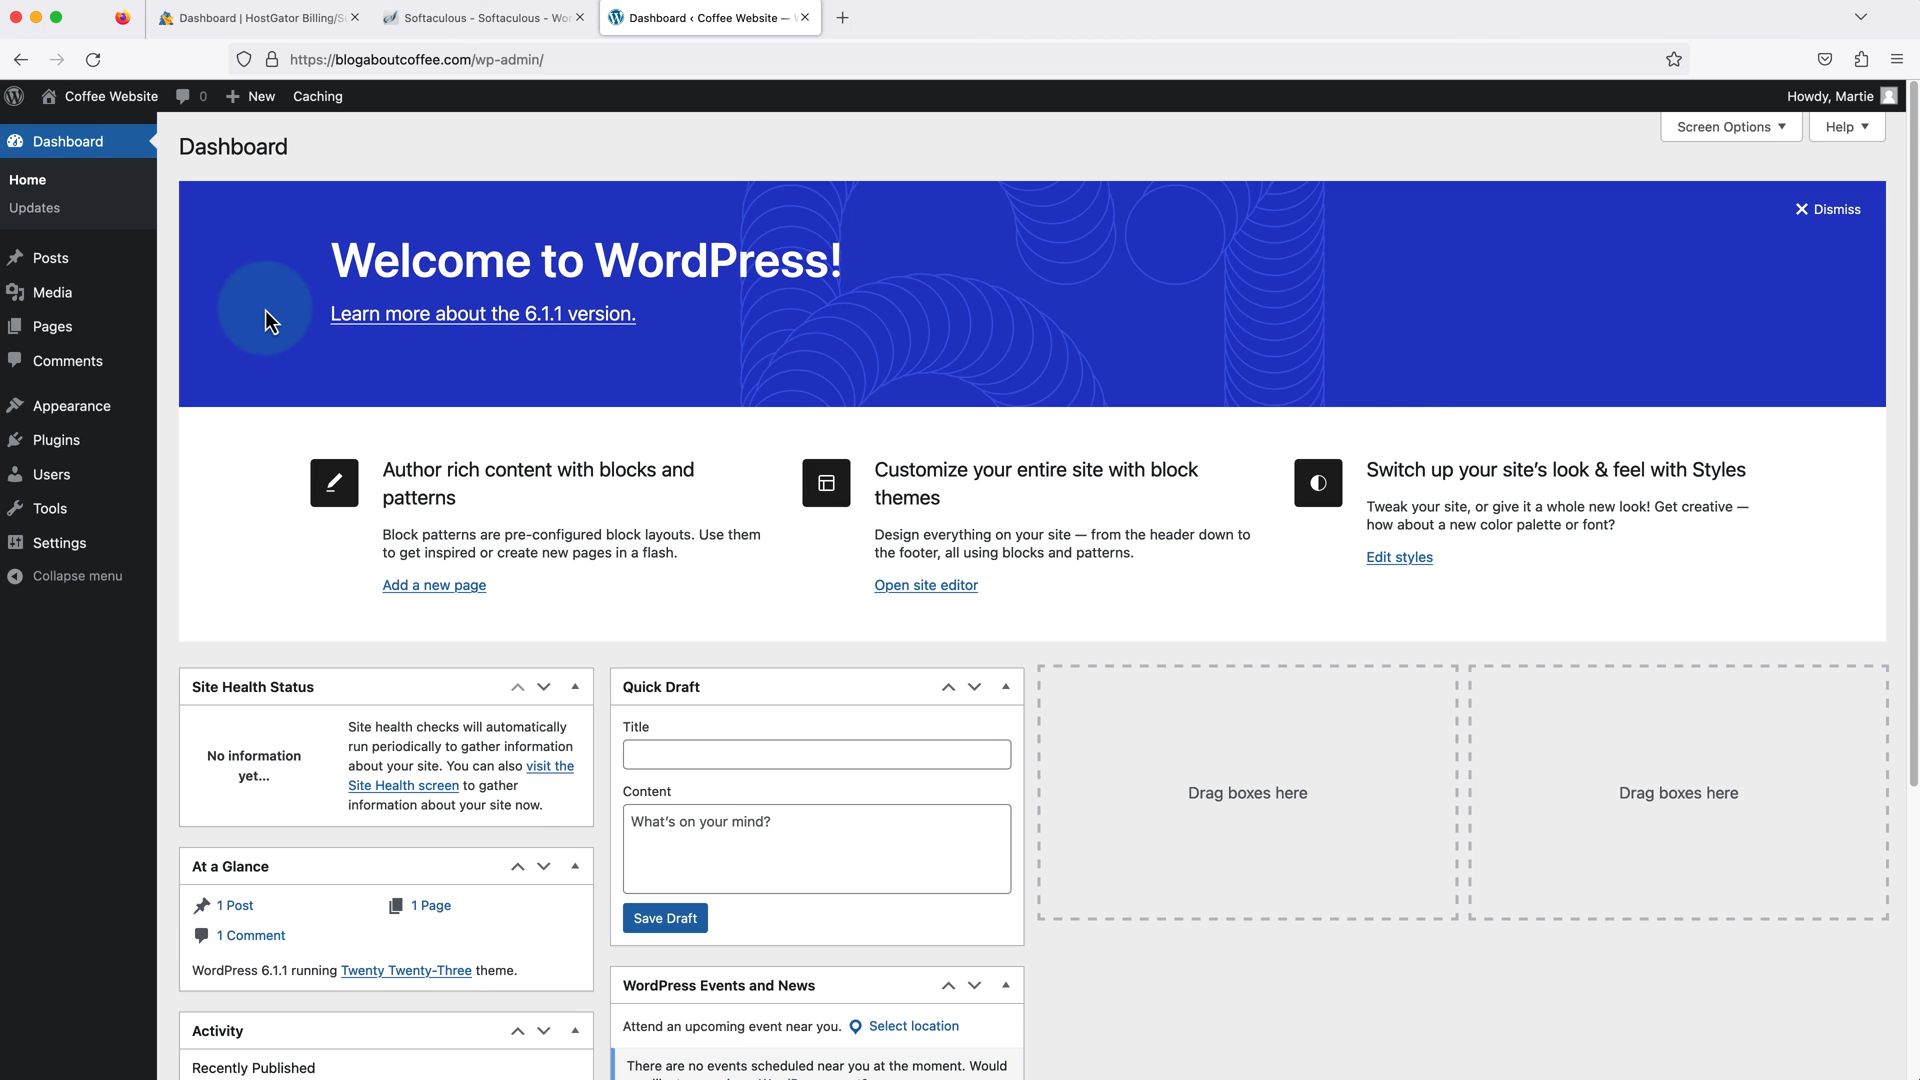 Dashboard | HostGator Billing/S
Softaculous - Softaculous - Wor
Dashboard ‹ Coffee Website —
https://blogaboutcoffee.com/wp-admin/
Coffee Website
0
New
Caching
Howdy, Martie
Dashboard
Home
Updates
Posts
Media
Pages
Comments
Appearance
Plugins
Users
Tools
Settings
Collapse menu
Dashboard
Screen Options
Help
Dismiss
Welcome to WordPress!
Learn more about the 6.1.1 version.
Author rich content with blocks and
patterns
Block patterns are pre-configured block layouts. Use them
to get inspired or create new pages in a flash.
Add a new page
Customize your entire site with block
themes
Design everything on your site — from the header down to
the footer, all using blocks and patterns.
Open site editor
Switch up your site’s look & feel with Styles
Tweak your site, or give it a whole new look! Get creative —
how about a new color palette or font?
Edit styles
Site Health Status
No information
yet...
Site health checks will automatically
run periodically to gather information
about your site. You can also visit the
Site Health screen to gather
information about your site now.
At a Glance
1 Post
1 Page
1 Comment
WordPress 6.1.1 running Twenty Twenty-Three theme.
Activity
Recently Published
Quick Draft
Title
Content
What’s on your mind?
Save Draft
WordPress Events and News
Attend an upcoming event near you.
Select location
There are no events scheduled near you at the moment. Would
Drag boxes here
Drag boxes here